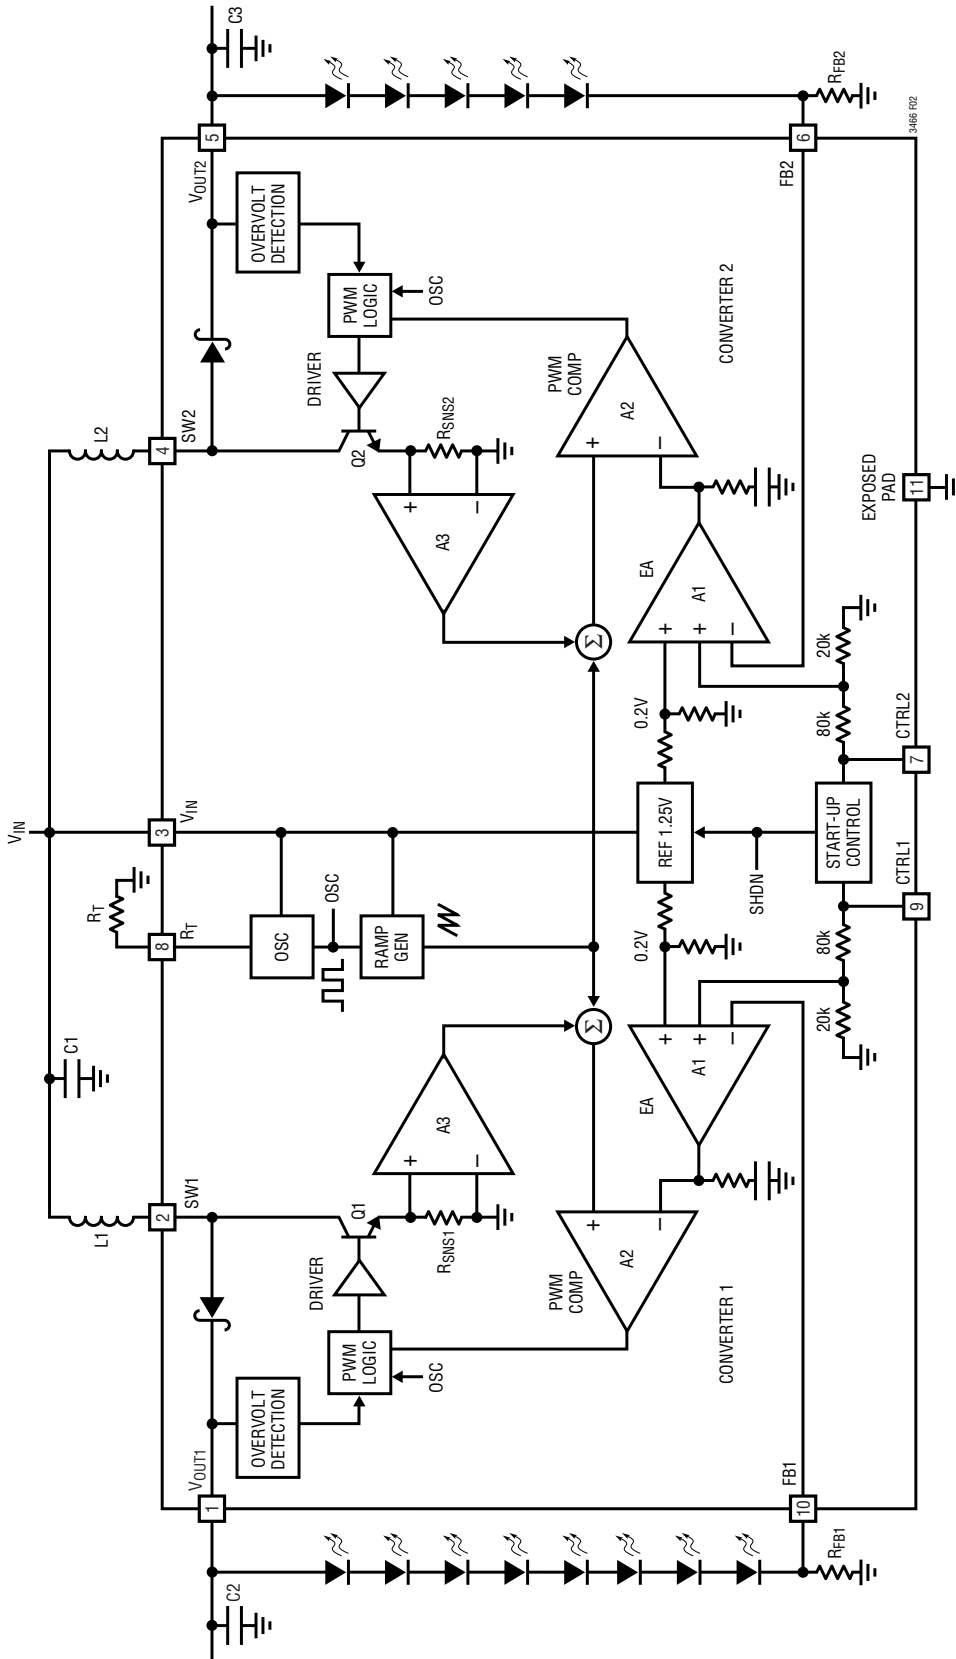 VIN
C1
L1
L2
RT
C2
C3
2
8
3
4
SW1
RT
VIN
SW2
VOUT1
1
VOUT2
5
OVERVOLT
DETECTION
OSC
OVERVOLT
DETECTION
DRIVER
Q1
OSC
DRIVER
Q2
PWM
LOGIC
RAMP
GEN
PWM
LOGIC
OSC
OSC
RSNS1
+
−
A3
RSNS2
+
−
A3
Σ
Σ
PWM
COMP
+
−
A2
PWM
COMP
+
−
A2
EA
+
+
−
A1
0.2V
REF 1.25V
0.2V
EA
+
+
−
A1
CONVERTER 1
SHDN
CONVERTER 2
FB1
10
RFB1
20k
80k
START-UP
CONTROL
80k
20k
FB2
6
RFB2
CTRL1
9
CTRL2
7
EXPOSED
PAD
11
3466 F02